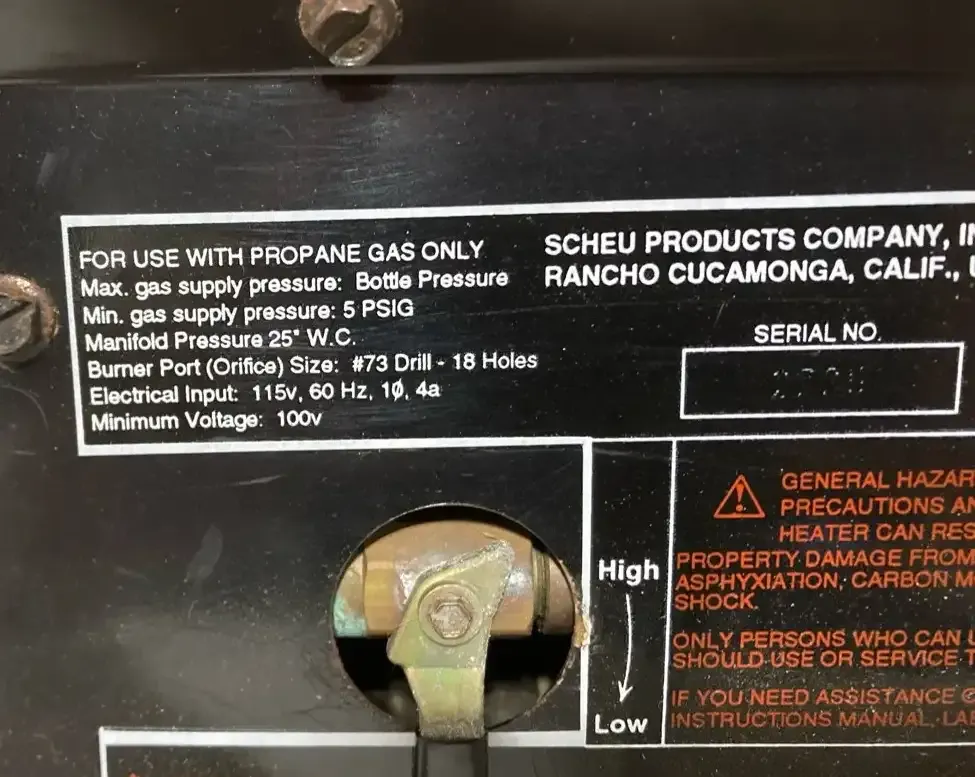 FOR USE WITH PROPANE GAS ONLY
Max. gas supply pressure: Bottle Pressure
Min. gas supply pressure: 5 PSIG
Manifold Pressure 25" W.C.
Burner Port (Orifice) Size: #73 Drill - 18 Holes
Electrical Input: 115v, 60 Hz, 1Ø, 4a
Minimum Voltage: 100v
SCHEU PRODUCTS COMPANY,
RANCHO CUCAMONGA, CALIF.,
SERIAL NO.
High
Low
GENERAL HAZAR
PRECAUTIONS AN
HEATER CAN RES
PROPERTY DAMAGE FROM
ASPHYXIATION, CARBON M
SHOCK.
ONLY PERSONS WHO CAN
SHOULD USE OR SERVICE T
IF YOU NEED ASSISTANCE
INSTRUCTIONS MANUAL, LA